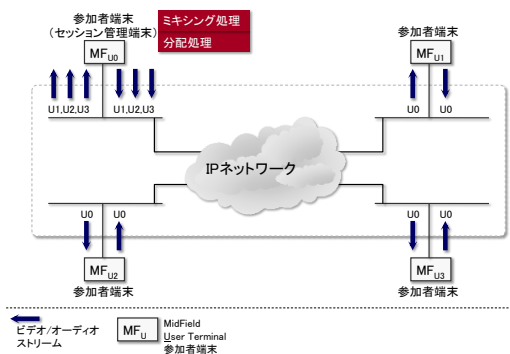 参加者端末
（セッション管理端末）
ミキシング処理
分配処理
MFU0
MFU1
参加者端末
U1,U2,U3
U1,U2,U3
U0
U0
IPネットワーク
U0
U0
U0
U0
MFU2
参加者端末
MFU3
参加者端末
ビデオ/オーディオ
ストリーム
MFU
MidField
User Terminal
参加者端末